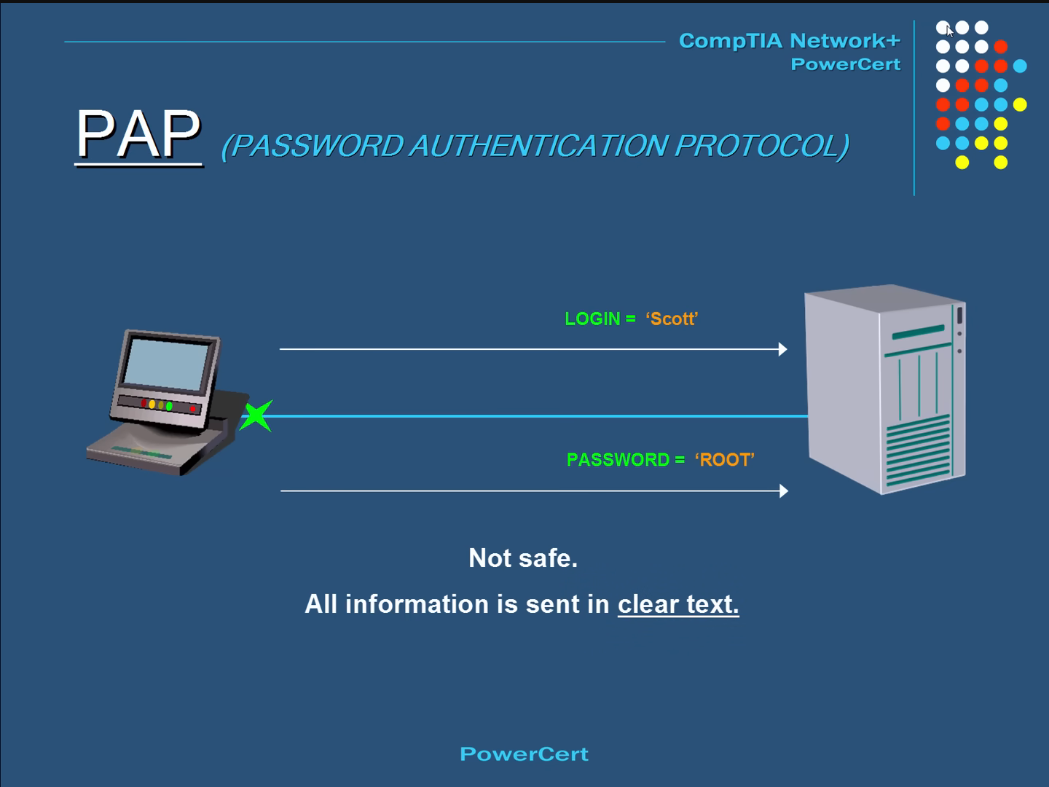 CompTIA Network+
PowerCert
PAP (PASSWORD AUTHENTICATION PROTOCOL)
LOGIN = ‘Scott’
PASSWORD = ‘ROOT’
Not safe.
All information is sent in clear text.
PowerCert